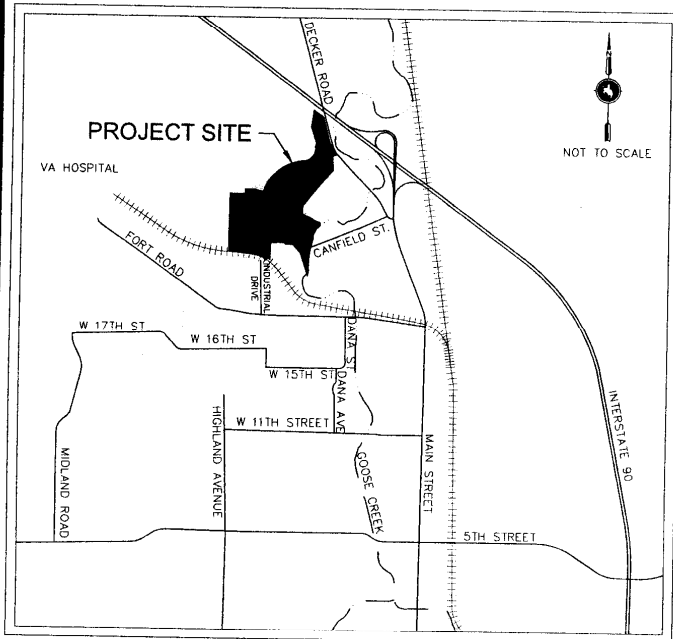 DECKER ROAD
N
PROJECT SITE
NOT TO SCALE
VA HOSPITAL
CANFIELD ST.
FORT ROAD
INDUSTRIAL
DRIVE
W 17TH ST
W 16TH ST
DANA ST
W 15TH ST
DANA AVE
INTERSTATE 90
HIGHLAND AVENUE
W 11TH STREET
MAIN STREET
MIDLAND ROAD
GOOSE CREEK
5TH STREET